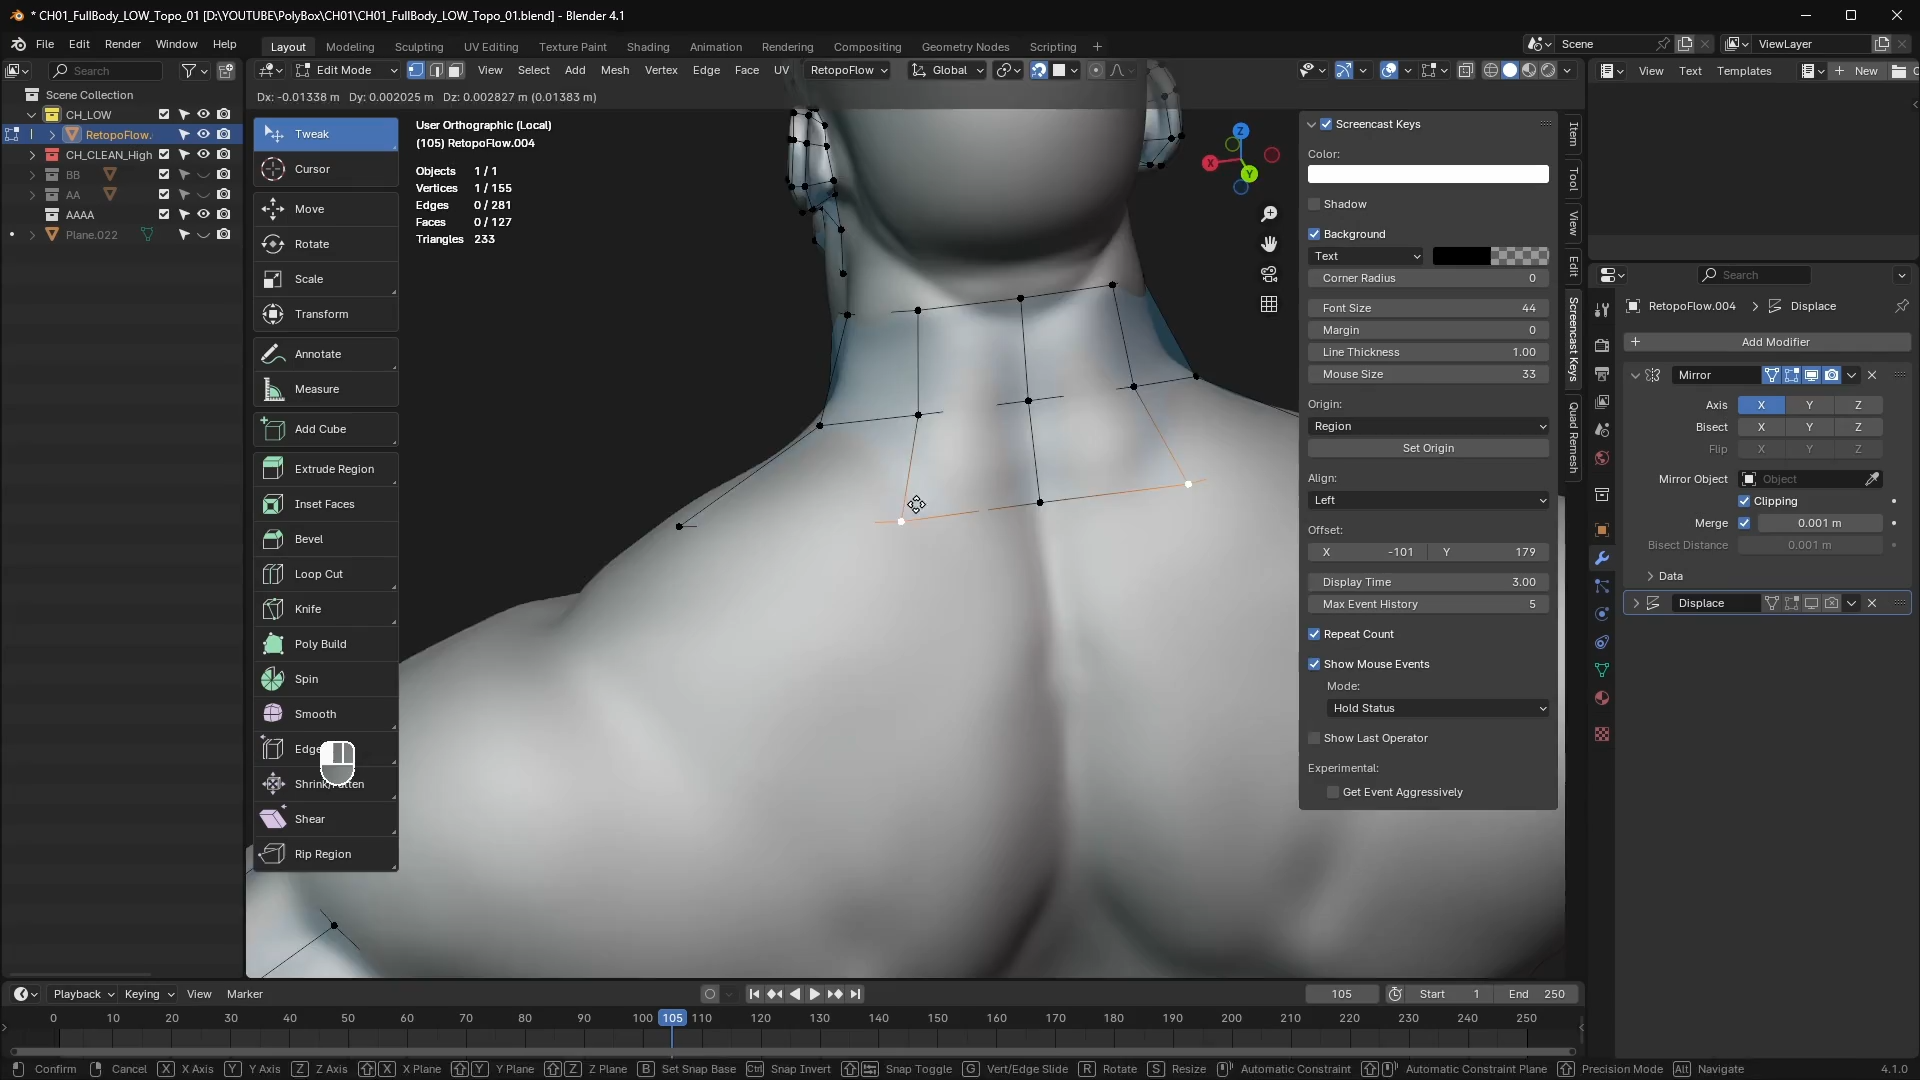 * CH01_FullBody_LOW_Topo_01 [D:\YOUTUBE\PolyBox\CH01\CH01_FullBody_LOW_Topo_01.blend] - Blender 4.1
File Edit Render Window Help
Layout Modeling Sculpting UV Editing Texture Paint Shading Animation Rendering Compositing Geometry Nodes Scripting +
Scene ViewLayer
Search
Edit Mode View Select Add Mesh Vertex Edge Face UV RetopoFlow Global
View Text Templates New
Scene Collection
CH_LOW
RetopoFlow.
CH_CLEAN_High
BB
AA
AAAA
Plane.022
Dx: -0.01338 m Dy: 0.002025 m Dz: 0.002827 m (0.01383 m)
Tweak
Cursor
Move
Rotate
Scale
Transform
Annotate
Measure
Add Cube
Extrude Region
Inset Faces
Bevel
Loop Cut
Knife
Poly Build
Spin
Smooth
Edge
Shrink/Fatten
Shear
Rip Region
User Orthographic (Local)
(105) RetopoFlow.004
Objects 1 / 1
Vertices 1 / 155
Edges 0 / 281
Faces 0 / 127
Triangles 233
Z
X
Y
Screencast Keys
Color:
Shadow
Background
Text
Corner Radius 0
Font Size 44
Margin 0
Line Thickness 1.00
Mouse Size 33
Origin:
Region
Set Origin
Align:
Left
Offset:
X -101 Y 179
Display Time 3.00
Max Event History 5
Repeat Count
Show Mouse Events
Mode:
Hold Status
Show Last Operator
Experimental:
Get Event Aggressively
Item
Tool
View
Edit
Screencast Keys
Quad Remesh
Search
RetopoFlow.004 > Displace
+ Add Modifier
Mirror
Axis X Y Z
Bisect X Y Z
Flip X Y Z
Mirror Object Object
Clipping
Merge 0.001 m
Bisect Distance 0.001 m
Data
Displace
Playback Keying View Marker
105 Start 1 End 250
0 10 20 30 40 50 60 70 80 90 100 105 110 120 130 140 150 160 170 180 190 200 210 220 230 240 250
Confirm Cancel X X Axis Y Y Axis Z Z Axis X X Plane Y Y Plane Z Z Plane B Set Snap Base Ctrl Snap Invert Snap Toggle G Vert/Edge Slide R Rotate S Resize Automatic Constraint Automatic Constraint Plane Precision Mode Alt Navigate 4.1.0